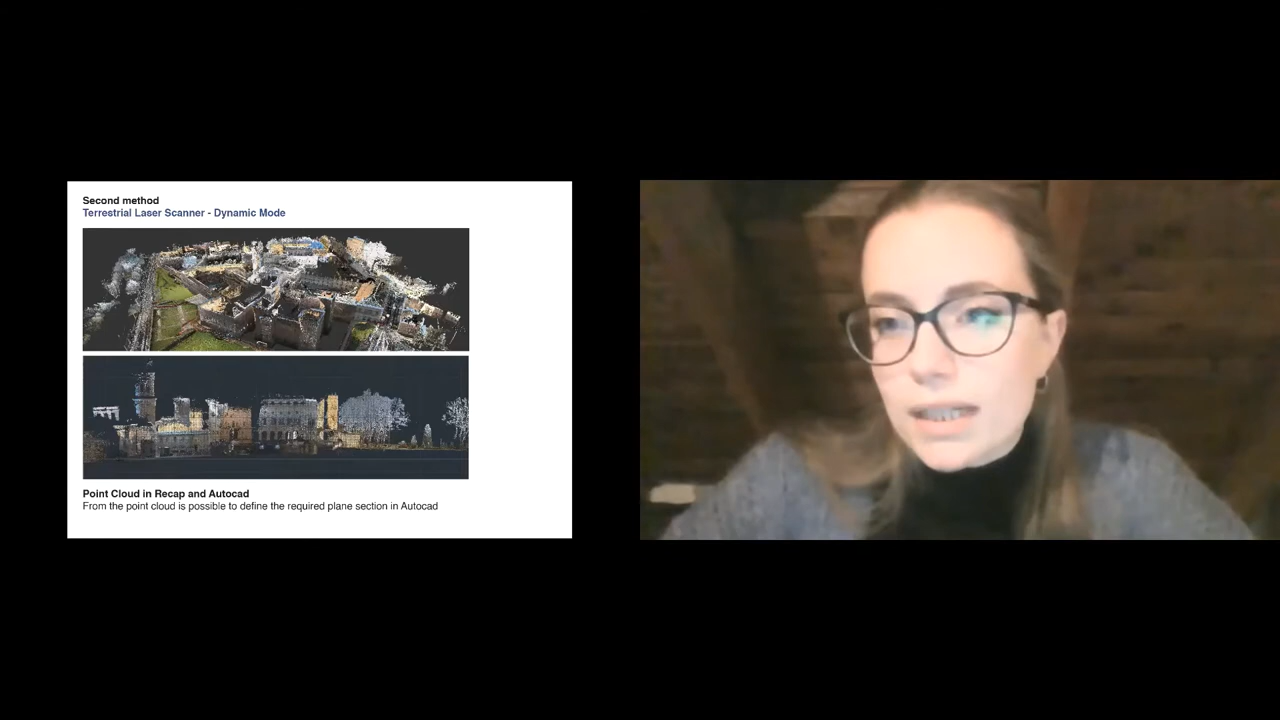 Second method
Terrestrial Laser Scanner - Dynamic Mode
Point Cloud in Recap and Autocad
From the point cloud is possible to define the required plane section in Autocad